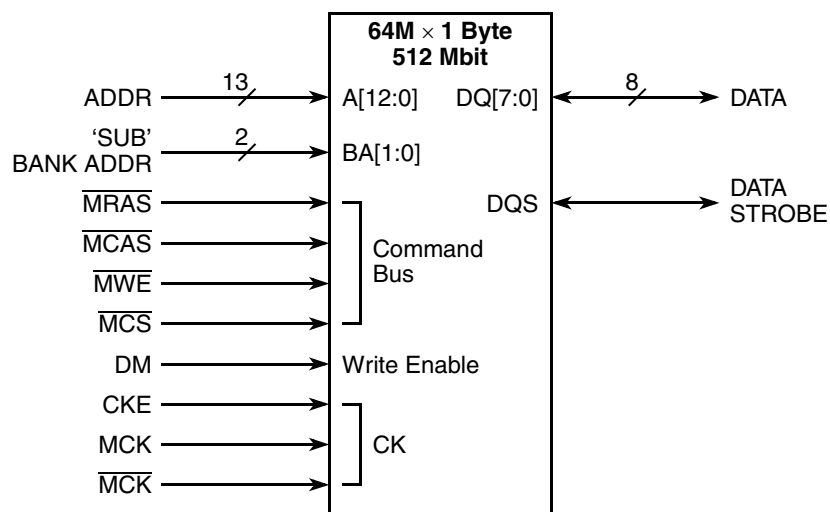 64M × 1 Byte
512 Mbit
ADDR
13
A[12:0]
DQ[7:0]
8
DATA
‘SUB’
BANK ADDR
2
BA[1:0]
MRAS
DQS
DATA
STROBE
MCAS
Command
Bus
MWE
MCS
DM
Write Enable
CKE
MCK
CK
MCK